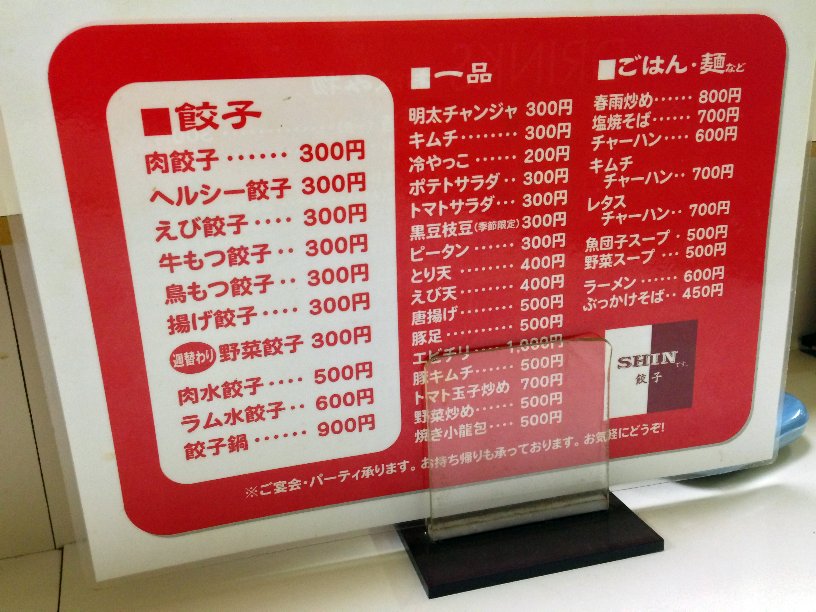 ■餃子
肉餃子······ 300円
ヘルシー餃子 300円
えび餃子···· 300円
牛もつ餃子·· 300円
鳥もつ餃子·· 300円
揚げ餃子···· 300円
週替わり 野菜餃子 300円
肉水餃子···· 500円
ラム水餃子·· 600円
餃子鍋······ 900円
■一品
明太チャンジャ 300円
キムチ········ 300円
冷やっこ······ 200円
ポテトサラダ·· 300円
トマトサラダ·· 300円
黒豆枝豆(季節限定)300円
ピータン······ 300円
とり天········ 400円
えび天········ 400円
唐揚げ········ 500円
豚足·········· 500円
エビチリ···· 1,000円
豚キムチ······ 500円
トマト玉子炒め 700円
野菜炒め······ 500円
焼き小龍包···· 500円
■ごはん・麺など
春雨炒め······ 800円
塩焼そば······ 700円
チャーハン···· 600円
キムチ
チャーハン·· 700円
レタス
チャーハン·· 700円
魚団子スープ · 500円
野菜スープ ··· 500円
ラーメン······ 600円
ぶっかけそば·· 450円
SHIN
餃子
※ご宴会・パーティ承ります。お持ち帰りも承っております。お気軽にどうぞ!